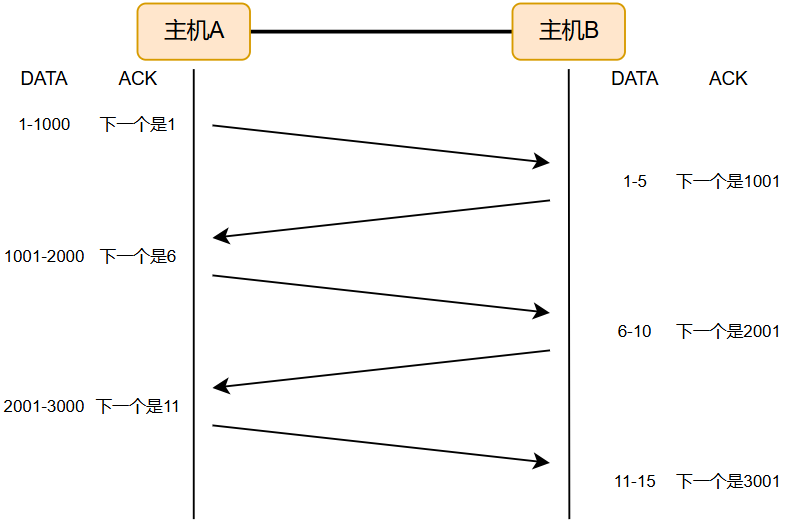 主机A
主机B
DATA ACK
DATA ACK
1-1000 下一个是1
1-5 下一个是1001
1001-2000 下一个是6
6-10 下一个是2001
2001-3000 下一个是11
11-15 下一个是3001